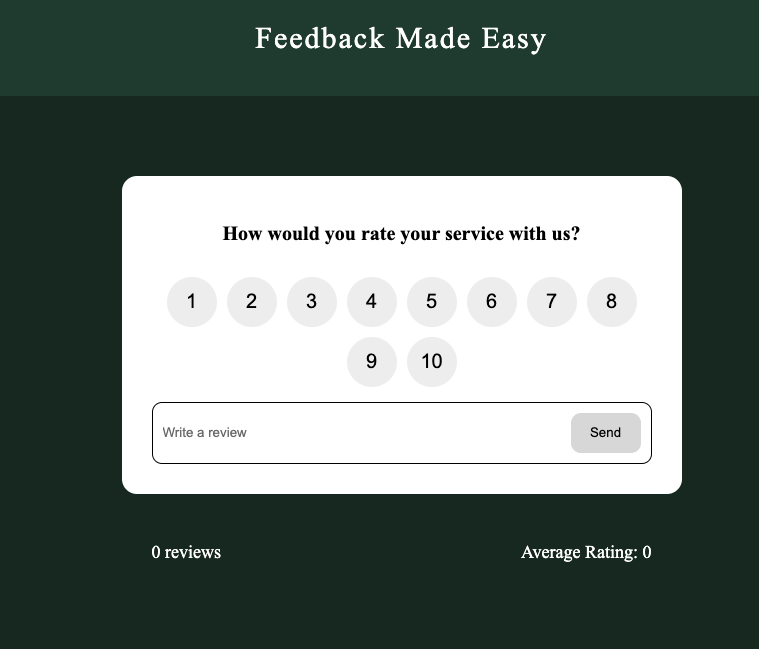 Feedback Made Easy
How would you rate your service with us?
1 2 3 4 5 6 7 8
9 10
Write a review Send
0 reviews Average Rating: 0